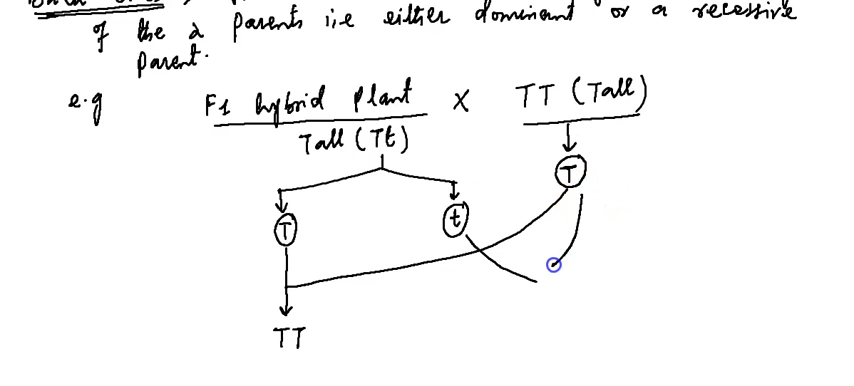 of the 2 parents i.e either dominant or a recessive
parent.
e.g F1 hybrid plant X TT (Tall)
Tall (Tt)
T
T t
TT